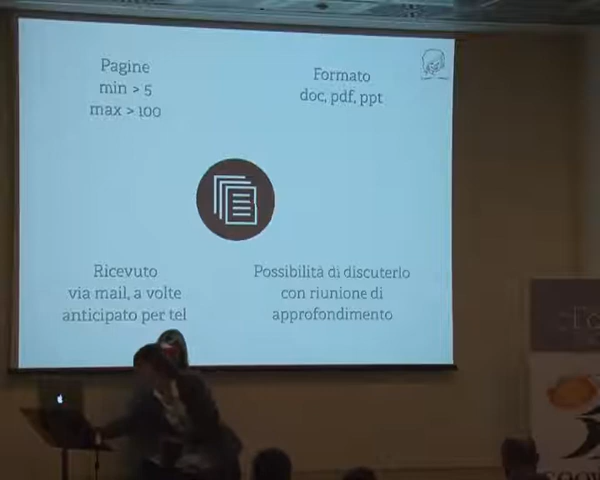 Pagine
min > 5
max > 100
Formato
doc, pdf, ppt
Ricevuto
via mail, a volte
anticipato per tel
Possibilità di discuterlo
con riunione di
approfondimento